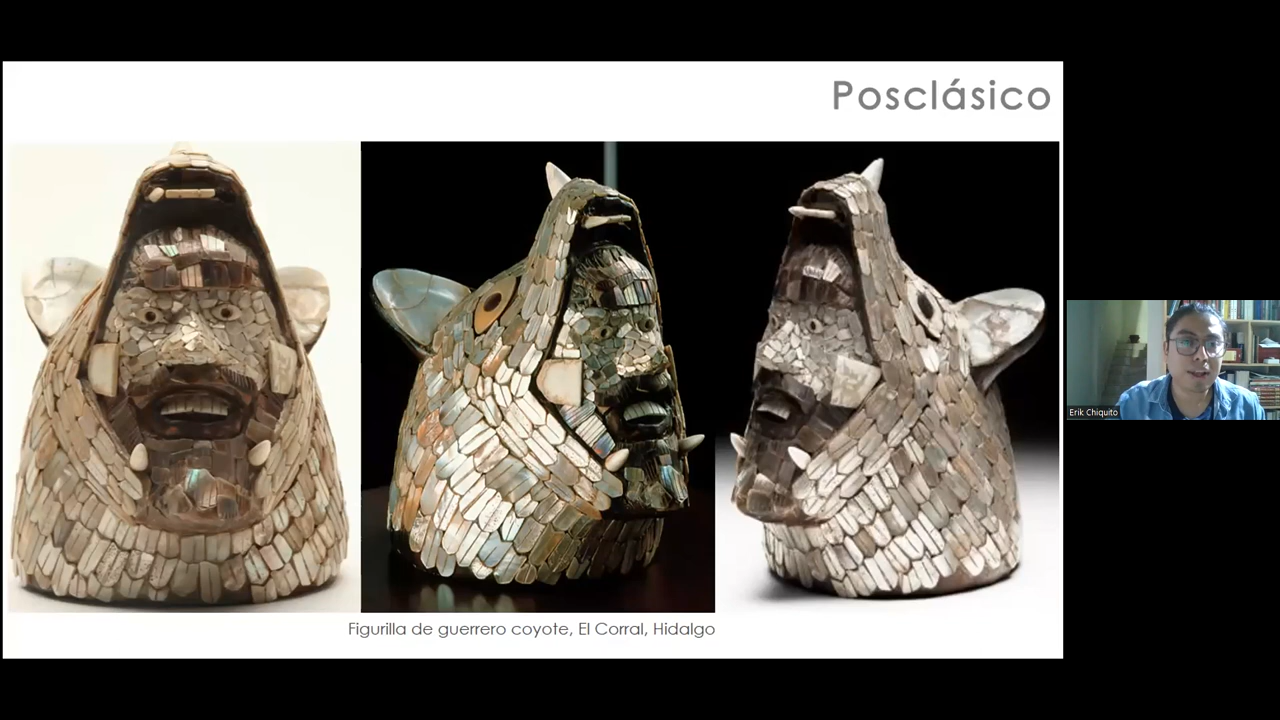 Posclásico
Figurilla de guerrero coyote, El Corral, Hidalgo
Erik Chiquito